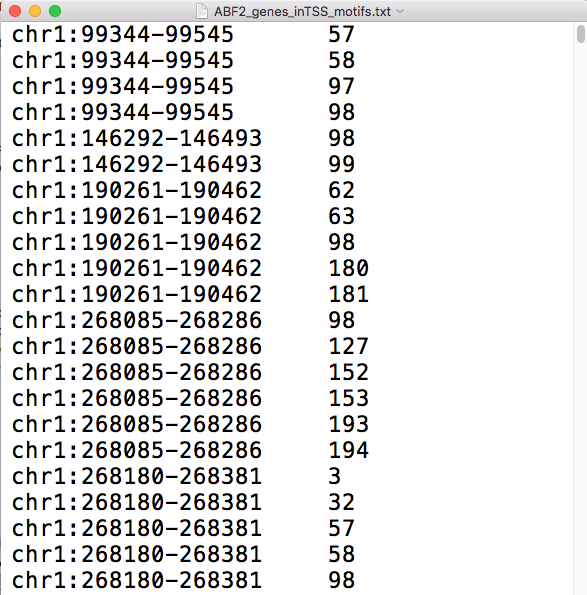 ABF2_genes_inTSS_motifs.txt
chr1:99344-99545 57
chr1:99344-99545 58
chr1:99344-99545 97
chr1:99344-99545 98
chr1:146292-146493 98
chr1:146292-146493 99
chr1:190261-190462 62
chr1:190261-190462 63
chr1:190261-190462 98
chr1:190261-190462 180
chr1:190261-190462 181
chr1:268085-268286 98
chr1:268085-268286 127
chr1:268085-268286 152
chr1:268085-268286 153
chr1:268085-268286 193
chr1:268085-268286 194
chr1:268180-268381 3
chr1:268180-268381 32
chr1:268180-268381 57
chr1:268180-268381 58
chr1:268180-268381 98